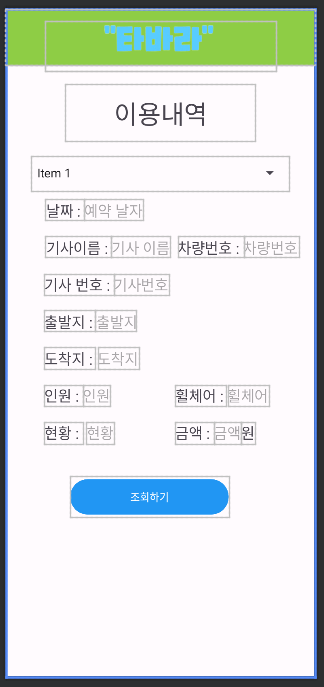 "타바라"
이용내역
Item 1
날짜 : 예약 날자
기사이름 : 기사 이름 차량번호 : 차량번호
기사 번호 : 기사번호
출발지 : 출발지
도착지 : 도착지
인원 : 인원 휠체어 : 휠체어
현황 : 현황 금액 : 금액원
조회하기